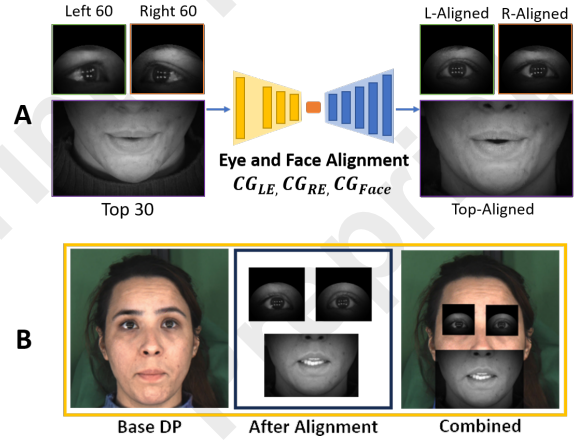 Left 60 Right 60
L-Aligned R-Aligned
A
Eye and Face Alignment
CG_LE, CG_RE, CG_Face
Top 30
Top-Aligned
B
Base DP
After Alignment
Combined